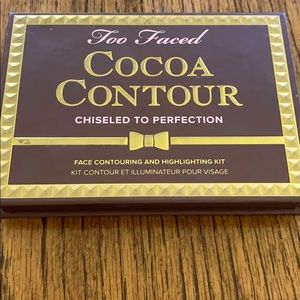 Too Faced
COCOA
CONTOUR
CHISELED TO PERFECTION
FACE CONTOURING AND HIGHLIGHTING KIT
KIT CONTOUR ET ILLUMINATEUR POUR VISAGE